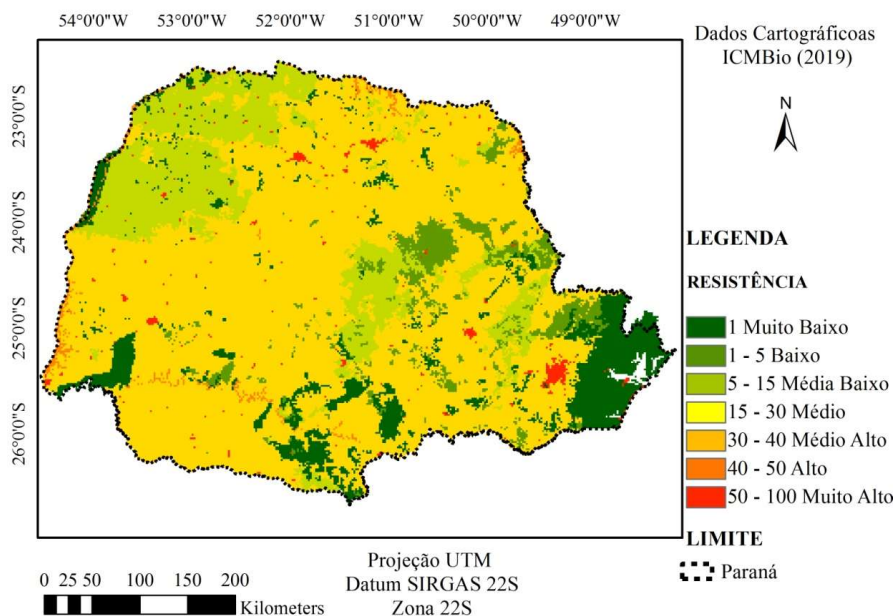 54°0'0"W 53°0'0"W 52°0'0"W 51°0'0"W 50°0'0"W 49°0'0"W
Dados Cartográficoas
ICMBio (2019)
N
23°0'0"S
24°0'0"S
25°0'0"S
26°0'0"S
LEGENDA
RESISTÊNCIA
1 Muito Baixo
1 - 5 Baixo
5 - 15 Média Baixo
15 - 30 Médio
30 - 40 Médio Alto
40 - 50 Alto
50 - 100 Muito Alto
LIMITE
Paraná
0 25 50 100 150 200
Kilometers
Projeção UTM
Datum SIRGAS 22S
Zona 22S